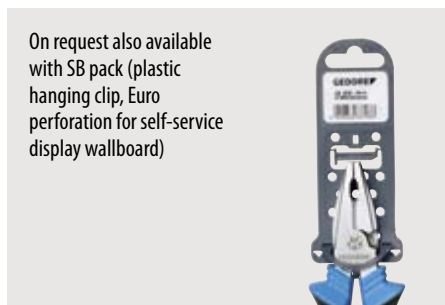 On request also available
with SB pack (plastic
hanging clip, Euro
perforation for self-service
display wallboard)
GEDORE